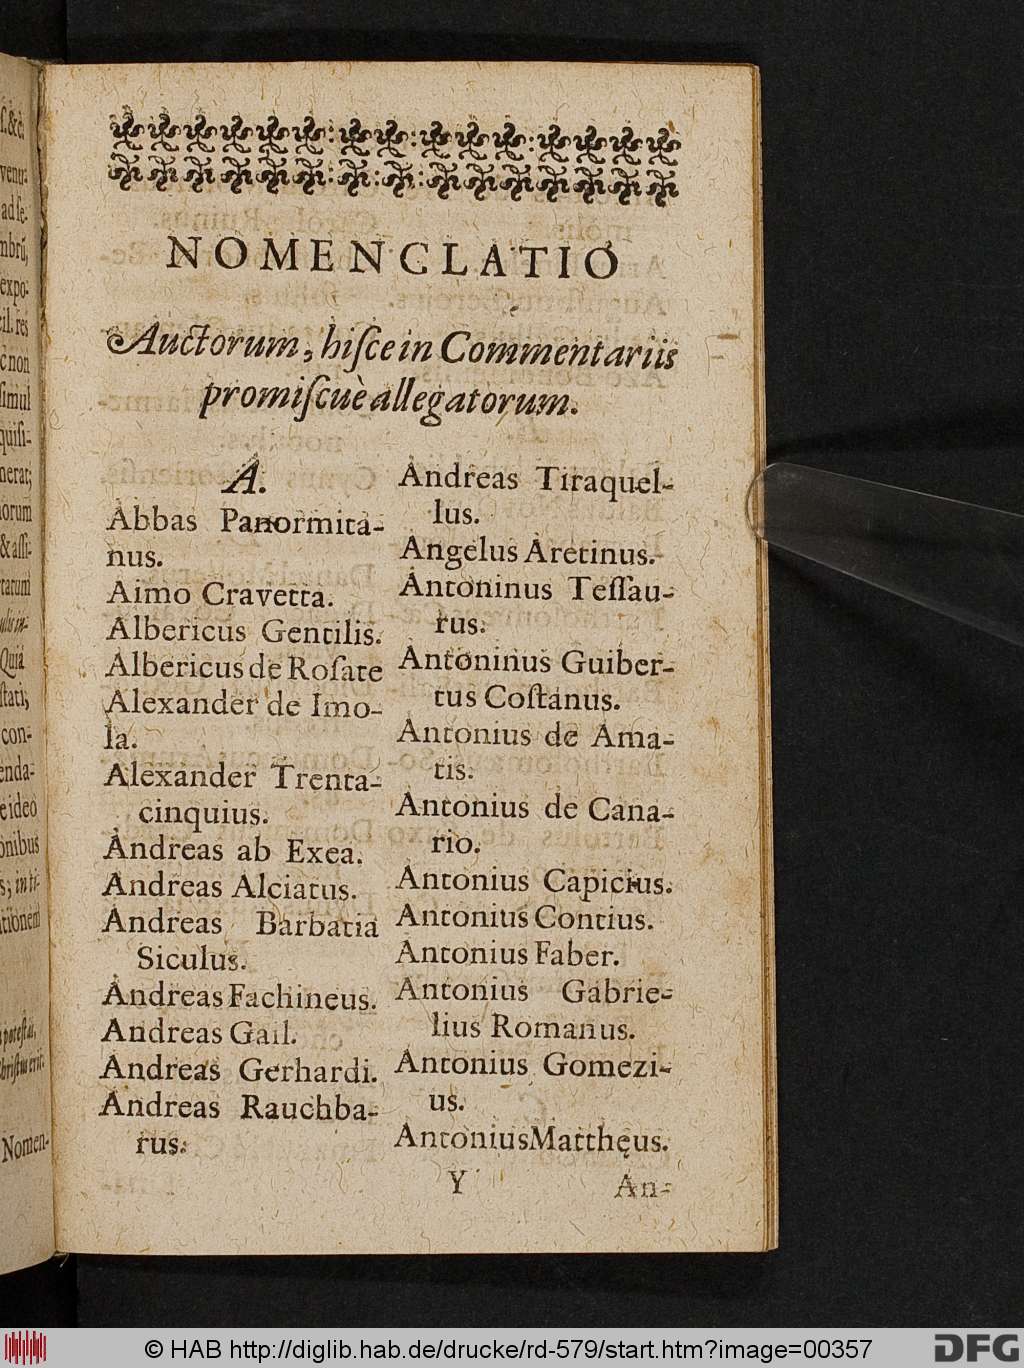 NOMENCLATIO
Auctorum, hiſce in Commentariis
promiſcuè allegatorum.
A.
Abbas Panormita-
nus.
Aimo Cravetta.
Albericus Gentilis.
Albericus de Roſate
Alexander de Imo-
la.
Alexander Trenta-
cinquius.
Andreas ab Exea.
Andreas Alciatus.
Andreas Barbatia
Siculus.
Andreas Fachineus.
Andreas Gail.
Andreas Gerhardi.
Andreas Rauchba-
rus.
Andreas Tiraquel-
lus.
Angelus Aretinus.
Antoninus Teſſau-
rus.
Antoninus Guiber-
tus Coſtanus.
Antonius de Ama-
tis.
Antonius de Cana-
rio.
Antonius Capicius.
Antonius Contius.
Antonius Faber.
Antonius Gabrie-
lius Romanus.
Antonius Gomezi-
us.
Antonius Matthęus.
Y An-
Nomen-
© HAB http://diglib.hab.de/drucke/rd-579/start.htm?image=00357
DFG